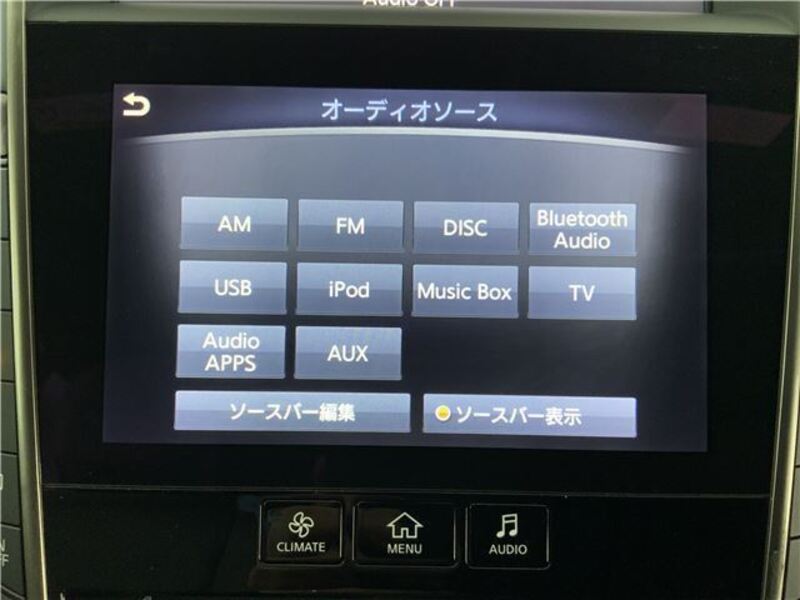 Audio OFF
オーディオソース
AM
FM
DISC
Bluetooth
Audio
USB
iPod
Music Box
TV
Audio
APPS
AUX
ソースバー編集
ソースバー表示
CLIMATE
MENU
AUDIO